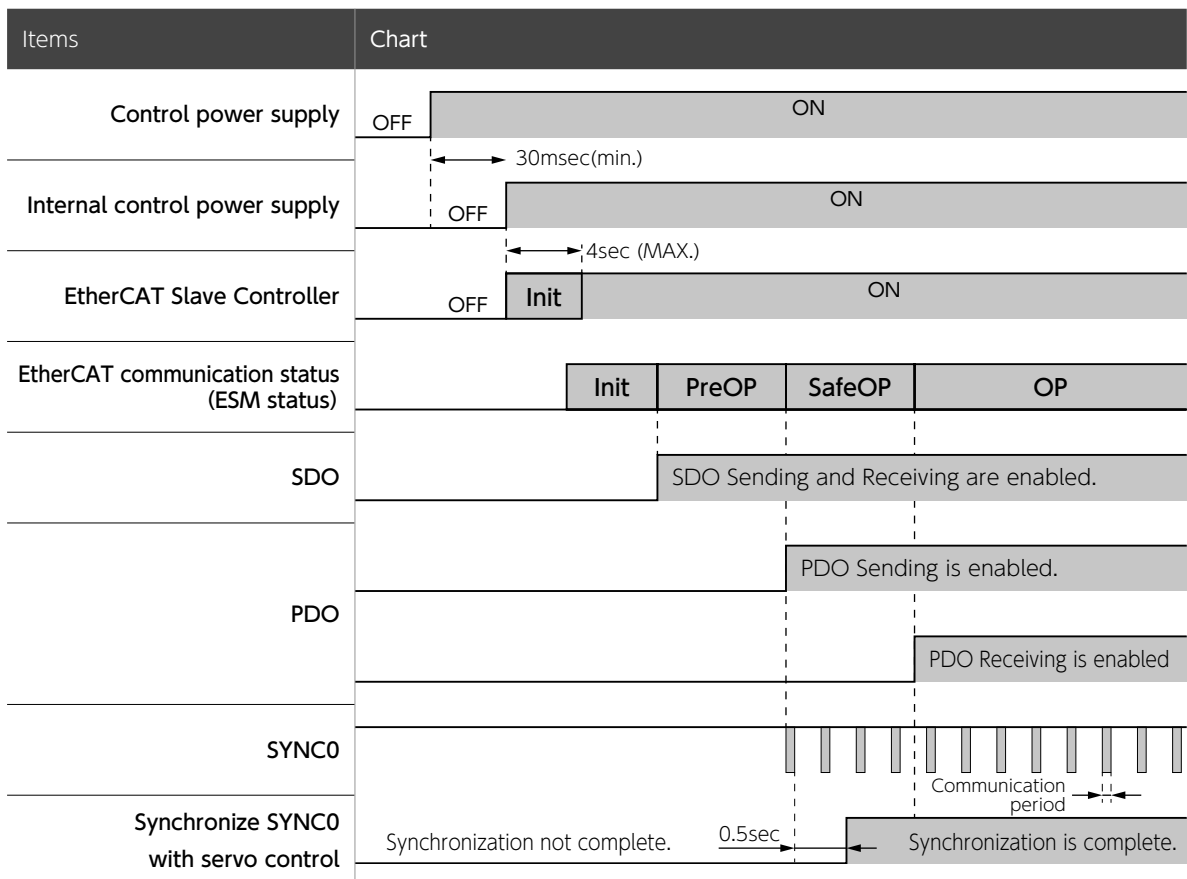 Items Chart
Control power supply OFF ON
30msec(min.)
Internal control power supply OFF ON
4sec (MAX.)
EtherCAT Slave Controller OFF Init ON
EtherCAT communication status
(ESM status)
Init PreOP SafeOP OP
SDO SDO Sending and Receiving are enabled.
PDO Sending is enabled.
PDO
PDO Receiving is enabled
SYNC0
Communication
period
Synchronize SYNC0
with servo control
Synchronization not complete. 0.5sec Synchronization is complete.